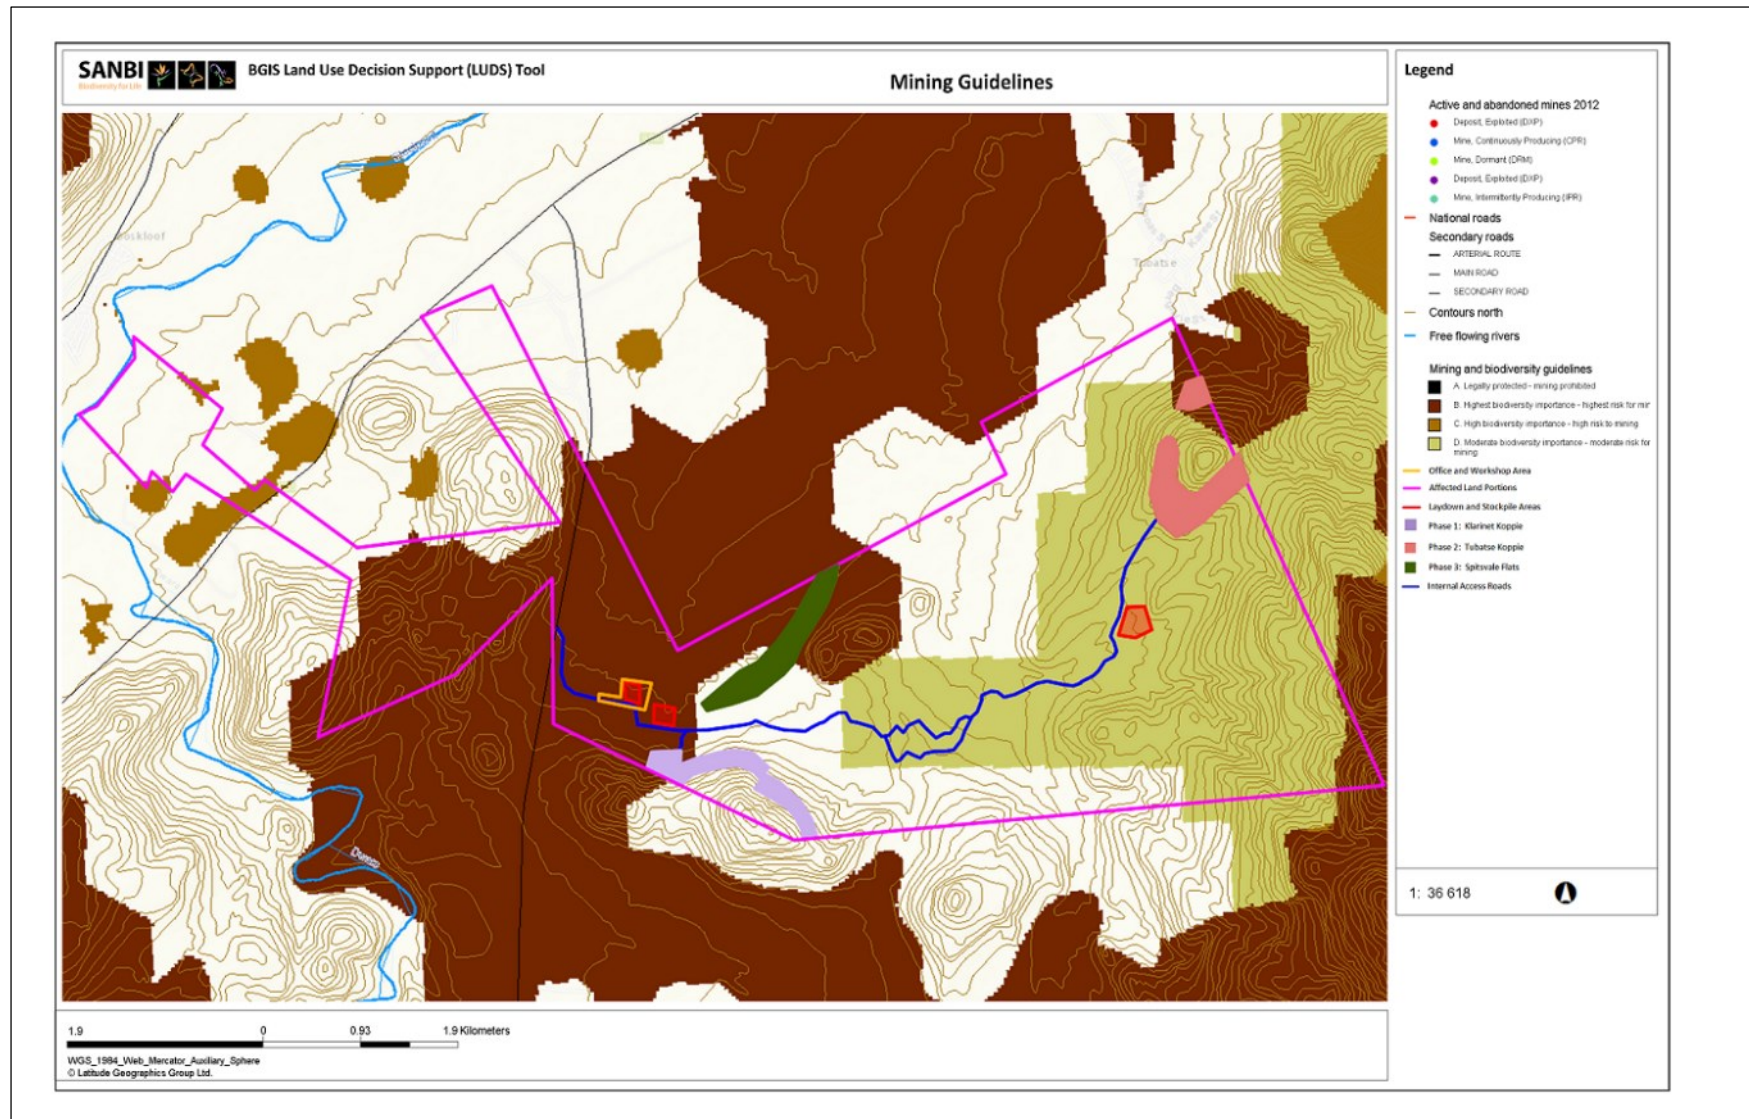 SANBI
Biodiversity for Life
BGIS Land Use Decision Support (LUDS) Tool
Mining Guidelines
Tubatse
Legend
Active and abandoned mines 2012
Deposit, Exploited (DXP)
Mine, Continuously Producing (CPR)
Mine, Dormant (DRM)
Deposit, Exploited (DXP)
Mine, Intermittently Producing (IPR)
National roads
Secondary roads
ARTERIAL ROUTE
MAIN ROAD
SECONDARY ROAD
Contours north
Free flowing rivers
Mining and biodiversity guidelines
A. Legally protected - mining prohibited
B. Highest biodiversity importance - highest risk for mir
C. High biodiversity importance - high risk to mining
D. Moderate biodiversity importance - moderate risk for
mining
Office and Workshop Area
Affected Land Portions
Laydown and Stockpile Areas
Phase 1: Klarinet Koppie
Phase 2: Tubatse Koppie
Phase 3: Spitsvale Flats
Internal Access Roads
1: 36 618
1.9 0 0.93 1.9 Kilometers
WGS_1984_Web_Mercator_Auxiliary_Sphere
© Latitude Geographics Group Ltd.